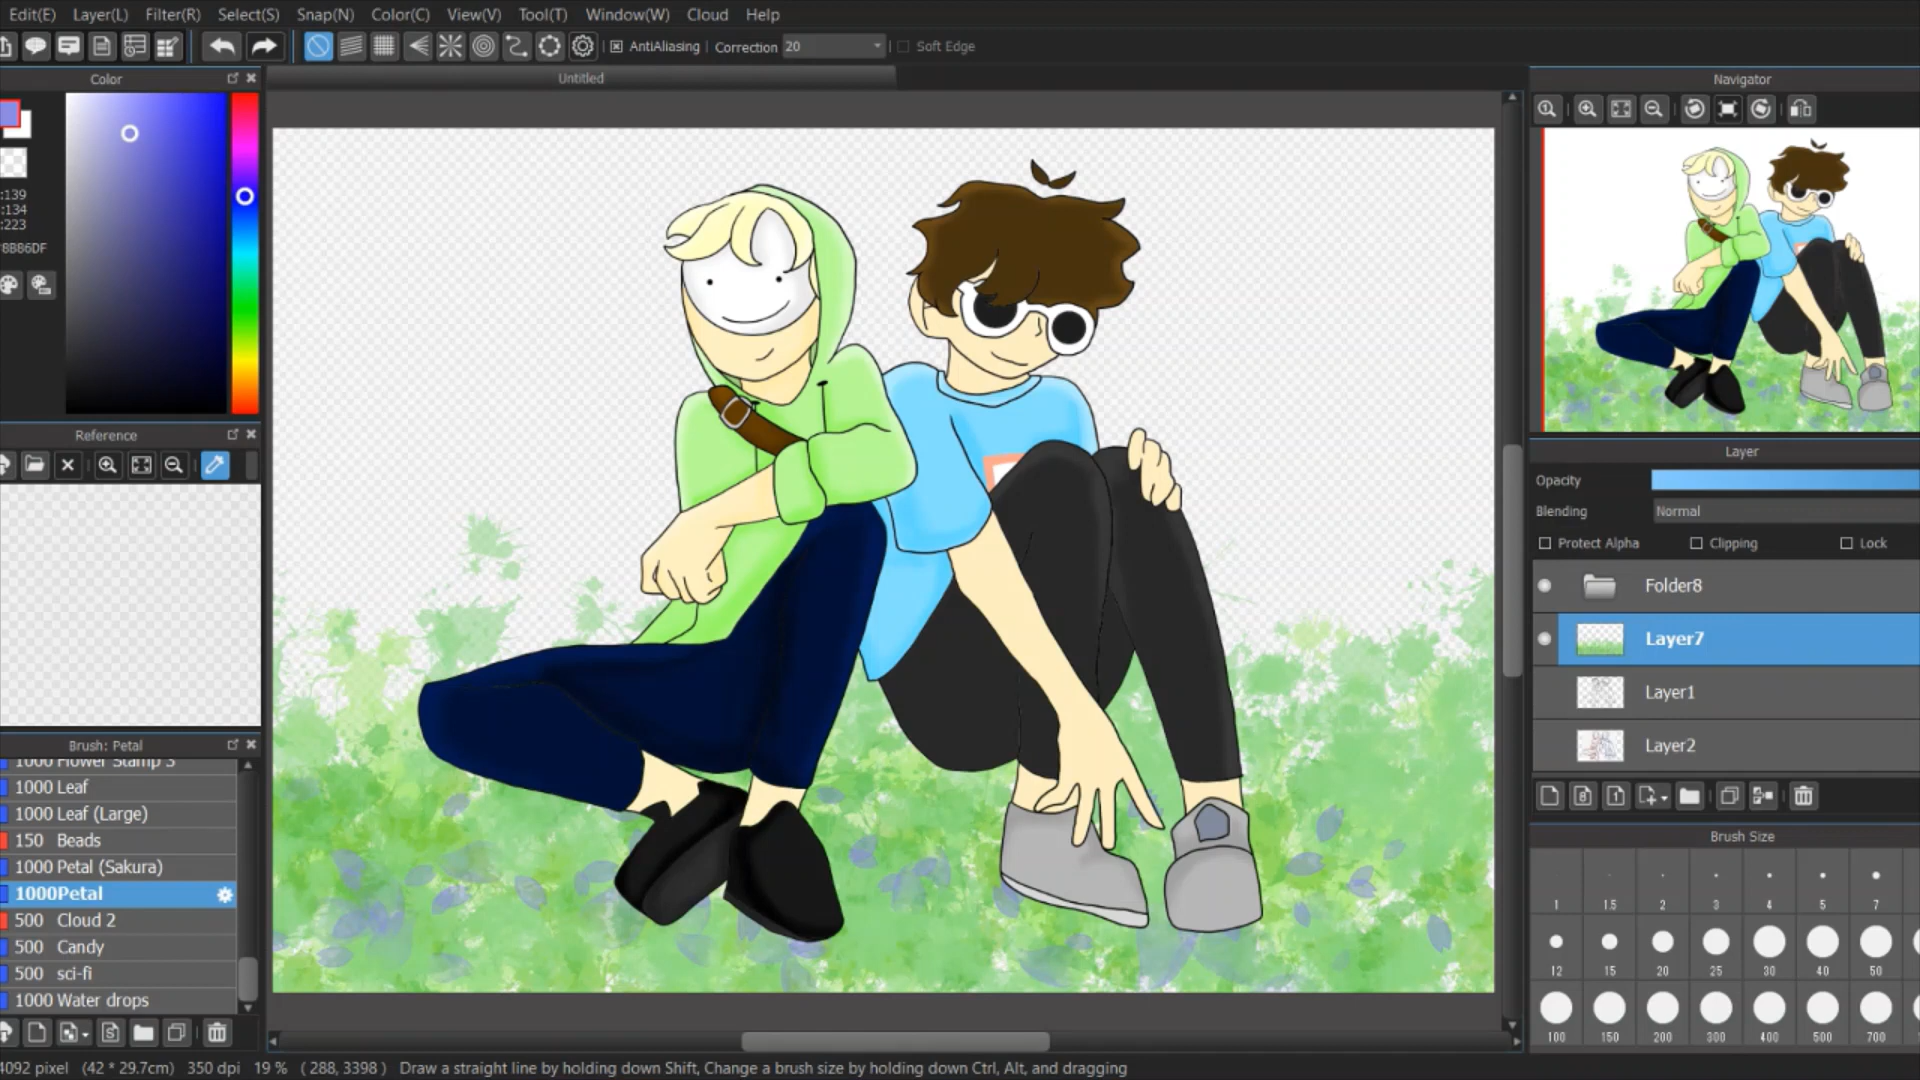 Edit(E) Layer(L) Filter(R) Select(S) Snap(N) Color(C) View(V) Tool(T) Window(W) Cloud Help
AntiAliasing Correction 20 Soft Edge
Color
Untitled
Navigator
:139
:134
:223
8B86DF
Reference
Layer
Opacity
Blending Normal
Protect Alpha Clipping Lock
Folder8
Layer7
Layer1
Layer2
Brush: Petal
1000 Flower Stamp 3
1000 Leaf
1000 Leaf (Large)
150 Beads
1000 Petal (Sakura)
1000Petal
500 Cloud 2
500 Candy
500 sci-fi
1000 Water drops
Brush Size
1 1.5 2 3 4 5 7
12 15 20 25 30 40 50
100 150 200 300 400 500 700
4092 pixel (42 * 29.7cm) 350 dpi 19 % ( 288, 3398 ) Draw a straight line by holding down Shift, Change a brush size by holding down Ctrl, Alt, and dragging